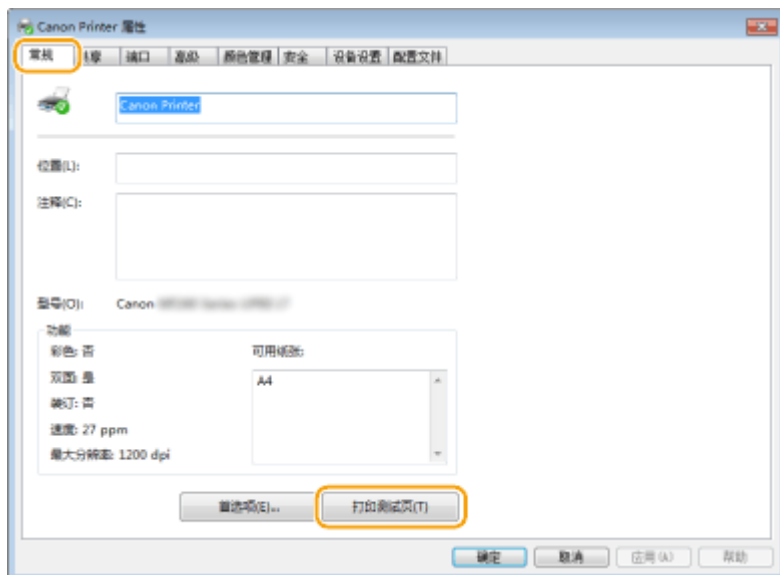 Canon Printer 属性
常规 共享 端口 高级 颜色管理 安全 设备设置 配置文件
Canon Printer
位置(L):
注释(C):
型号(O): Canon
功能
彩色: 否
可用纸张:
双面: 是
A4
装订: 否
速度: 27 ppm
最大分辨率: 1200 dpi
首选项(E)...
打印测试页(T)
确定 取消 应用(A) 帮助